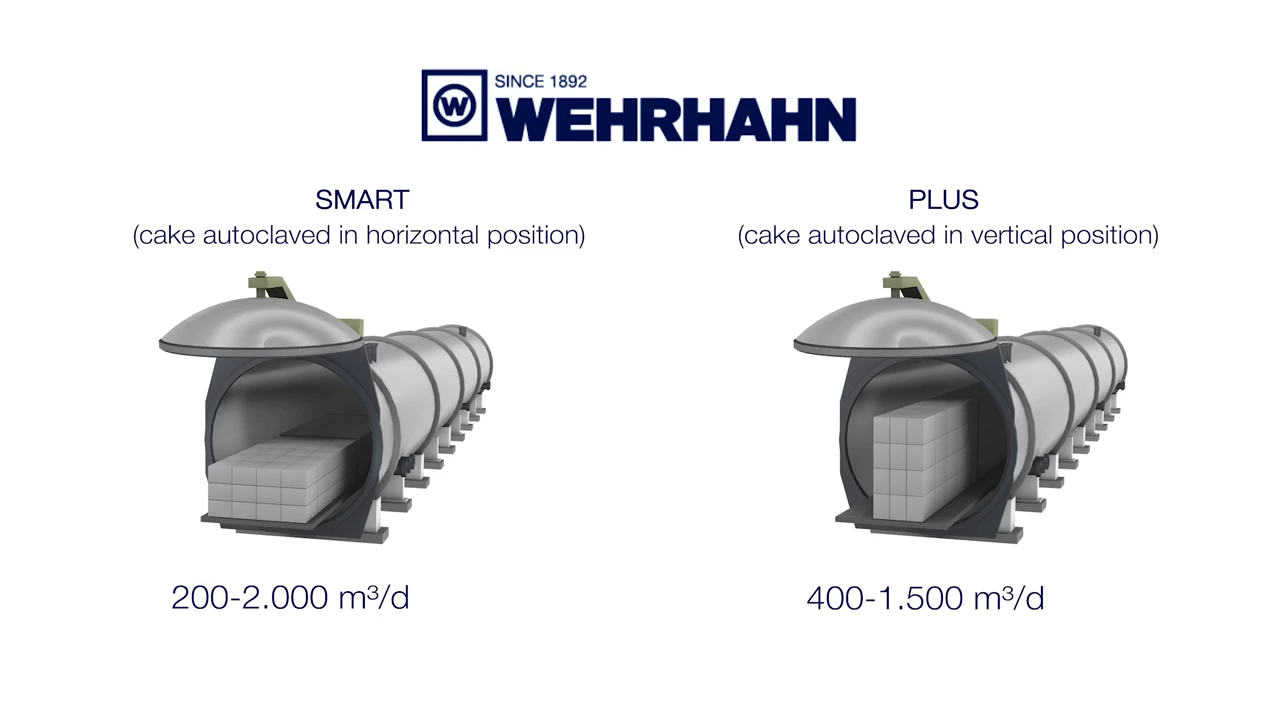 SINCE 1892
W
WEHRHAHN
SMART
(cake autoclaved in horizontal position)
PLUS
(cake autoclaved in vertical position)
200-2.000 m³/d
400-1.500 m³/d